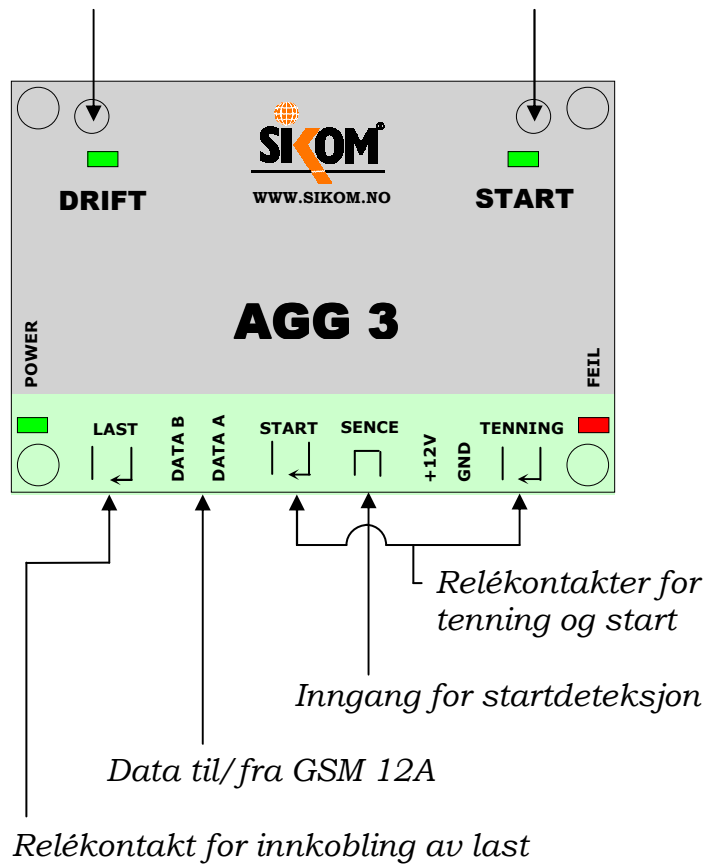 SIKOM®
WWW.SIKOM.NO
DRIFT
START
AGG 3
POWER
FEIL
LAST
DATA B
DATA A
START
SENCE
+12V
GND
TENNING
Relékontakter for
tenning og start
Inngang for startdeteksjon
Data til/fra GSM 12A
Relékontakt for innkobling av last